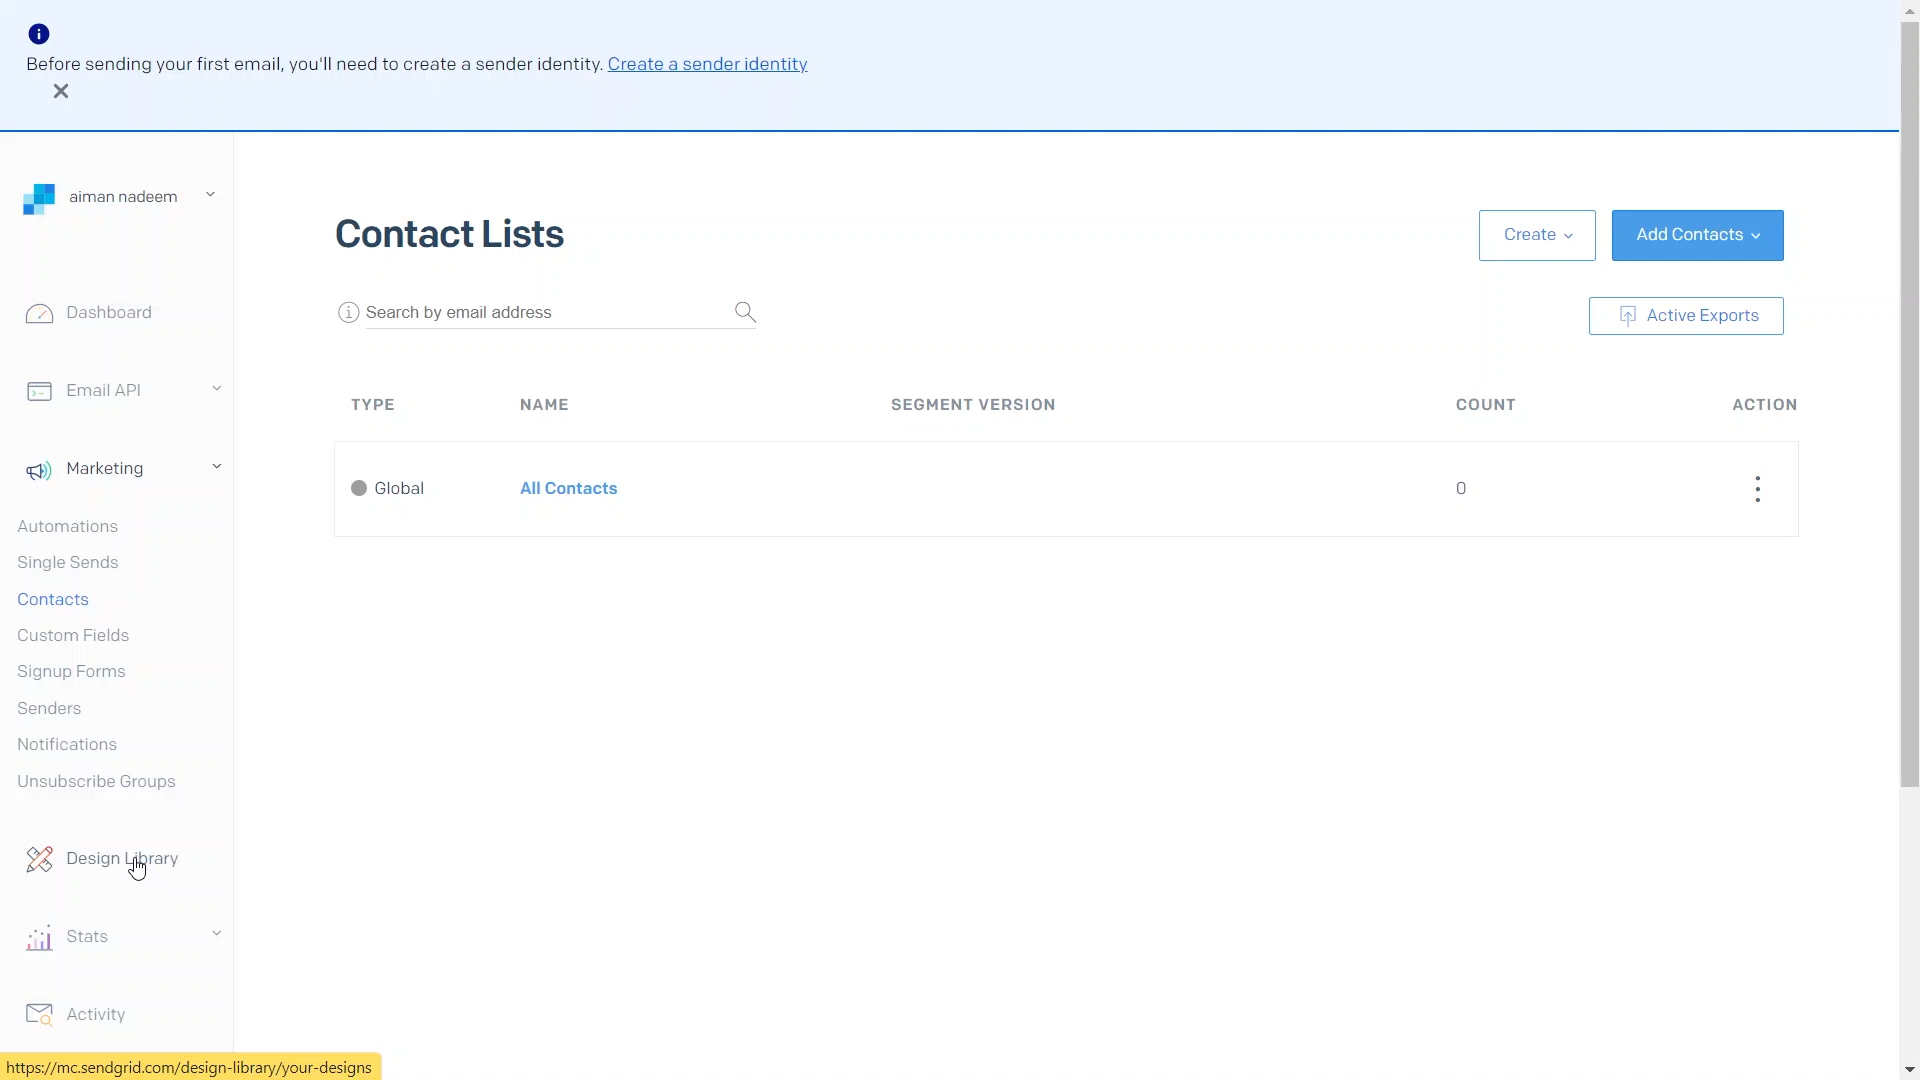 Before sending your first email, you'll need to create a sender identity. Create a sender identity
aiman nadeem
Dashboard
Email API
Marketing
Automations
Single Sends
Contacts
Custom Fields
Signup Forms
Senders
Notifications
Unsubscribe Groups
Design Library
Stats
Activity
Contact Lists
Create
Add Contacts
Search by email address
Active Exports
TYPE NAME SEGMENT VERSION COUNT ACTION
Global All Contacts 0
https://mc.sendgrid.com/design-library/your-designs